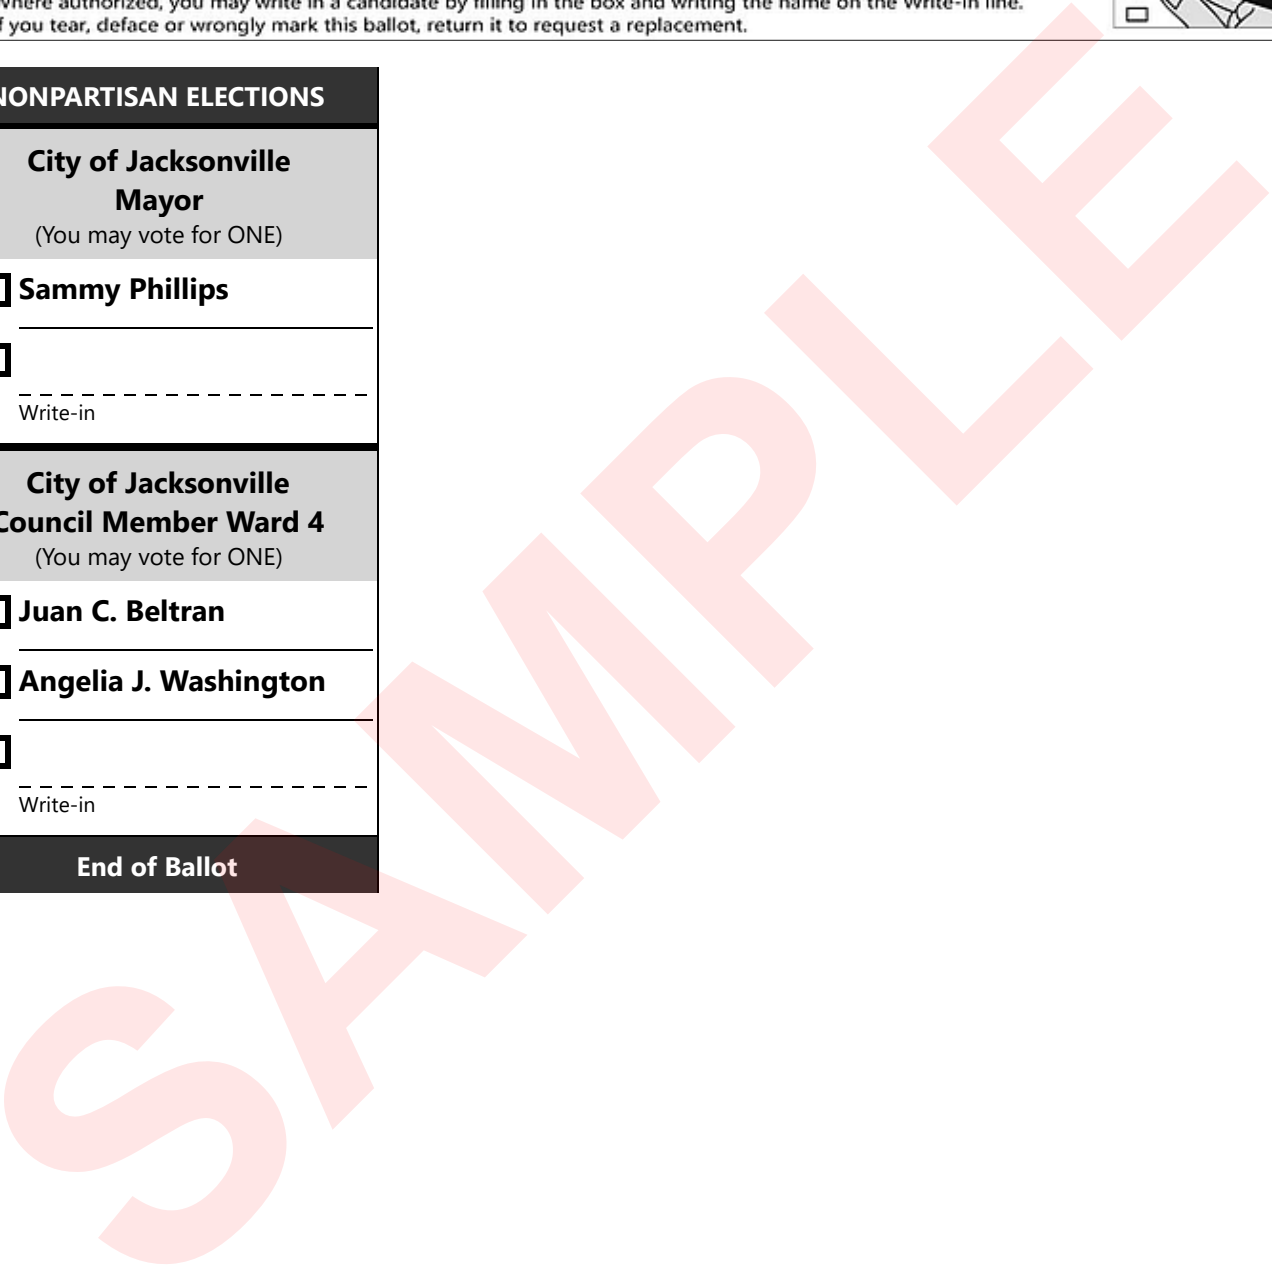 Where authorized, you may write in a candidate by filling in the box and writing the name on the Write-in line.
f you tear, deface or wrongly mark this ballot, return it to request a replacement.
NONPARTISAN ELECTIONS
City of Jacksonville
Mayor
(You may vote for ONE)
Sammy Phillips
Write-in
City of Jacksonville
Council Member Ward 4
(You may vote for ONE)
Juan C. Beltran
Angelia J. Washington
Write-in
End of Ballot
SAMPLE